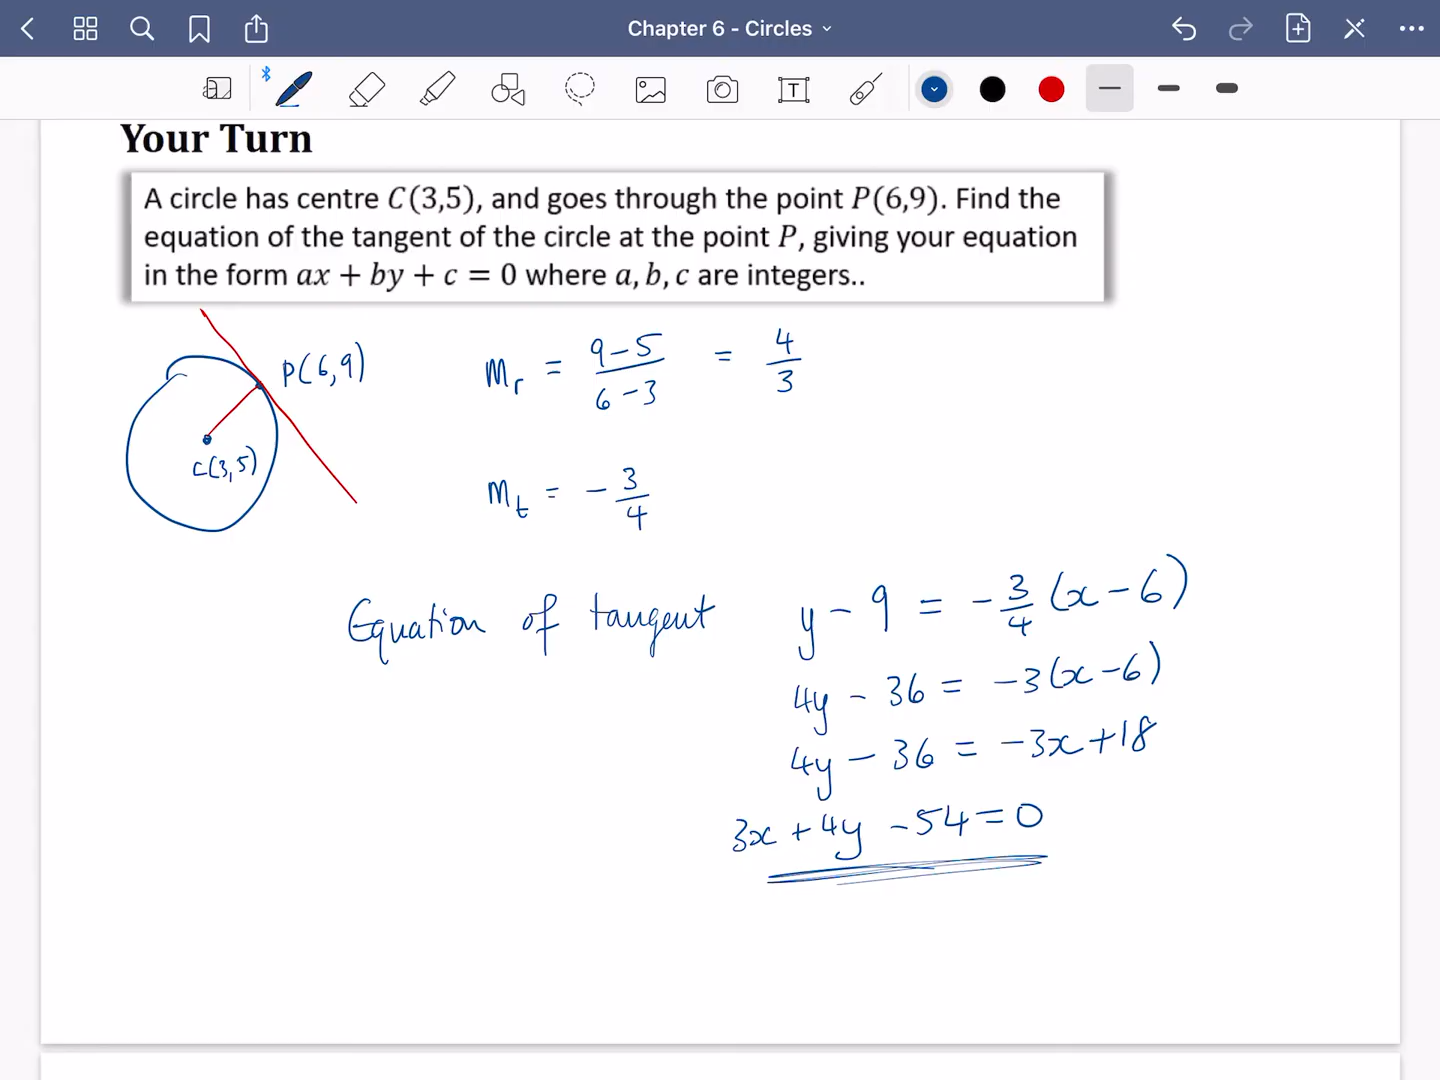 Chapter 6 - Circles
T
Your Turn
A circle has centre C(3,5), and goes through the point P(6,9). Find the
equation of the tangent of the circle at the point P, giving your equation
in the form ax + by + c = 0 where a, b, c are integers..
P(6,9)
C(3,5)
m_r = (9-5)/(6-3) = 4/3
m_t = -3/4
Equation of tangent y - 9 = -3/4 (x - 6)
4y - 36 = -3(x-6)
4y - 36 = -3x+18
3x + 4y - 54 = 0